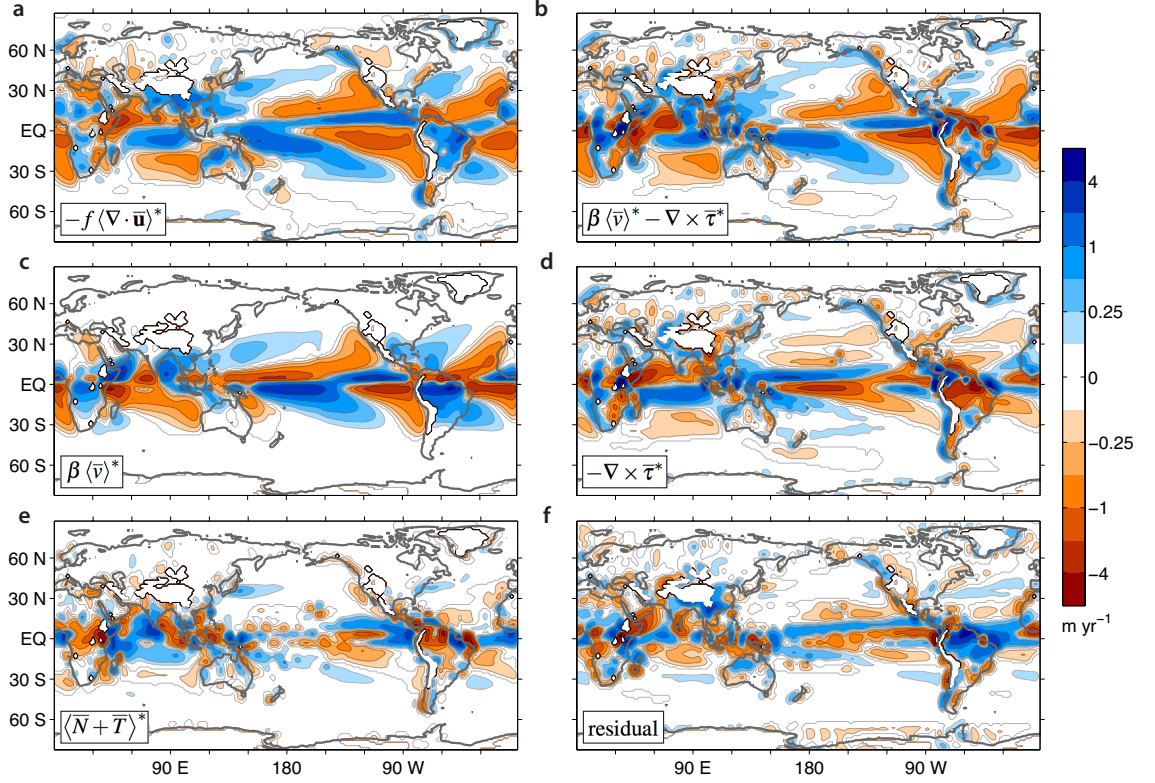 a
b
60 N
30 N
EQ
30 S
60 S
−f⟨∇·u̅⟩*
β⟨v̅⟩* − ∇×τ̅*
c
d
60 N
30 N
EQ
30 S
60 S
β⟨v̅⟩*
−∇×τ̅*
4
1
0.25
0
−0.25
−1
−4
m yr⁻¹
e
f
60 N
30 N
EQ
30 S
60 S
⟨N̅+T̅⟩*
residual
90 E
180
90 W
90 E
180
90 W